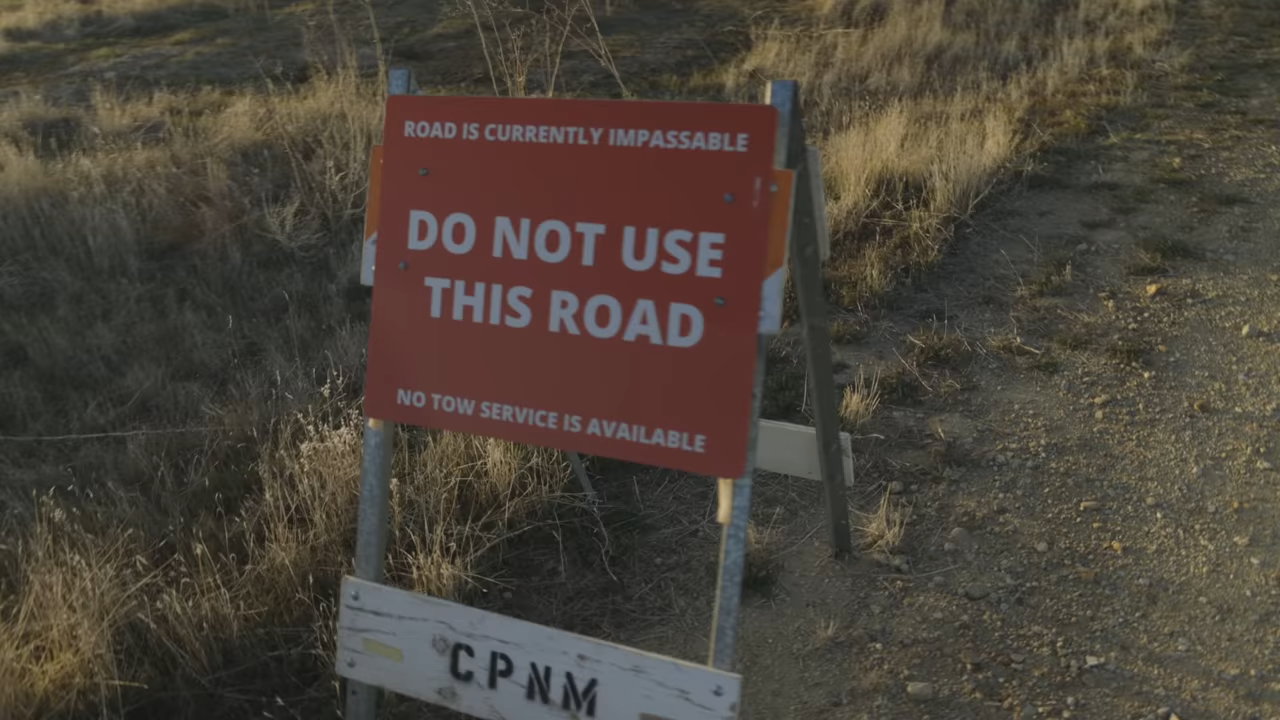 ROAD IS CURRENTLY IMPASSABLE
DO NOT USE
THIS ROAD
NO TOW SERVICE IS AVAILABLE
CPNM